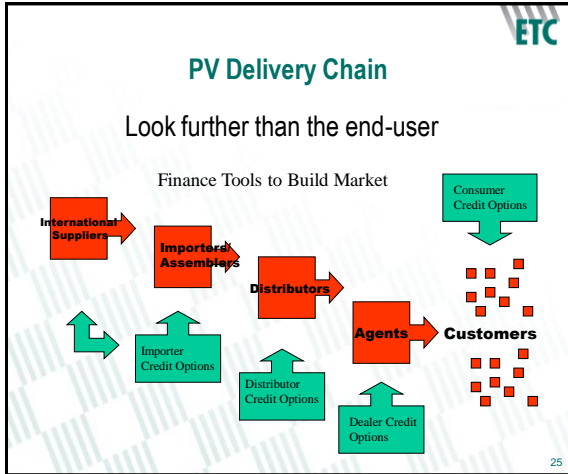 ETC
PV Delivery Chain
Look further than the end-user
Finance Tools to Build Market
Consumer
Credit Options
International
Suppliers
Importers/
Assemblers
Distributors
Agents
Customers
Importer
Credit Options
Distributor
Credit Options
Dealer Credit
Options
25